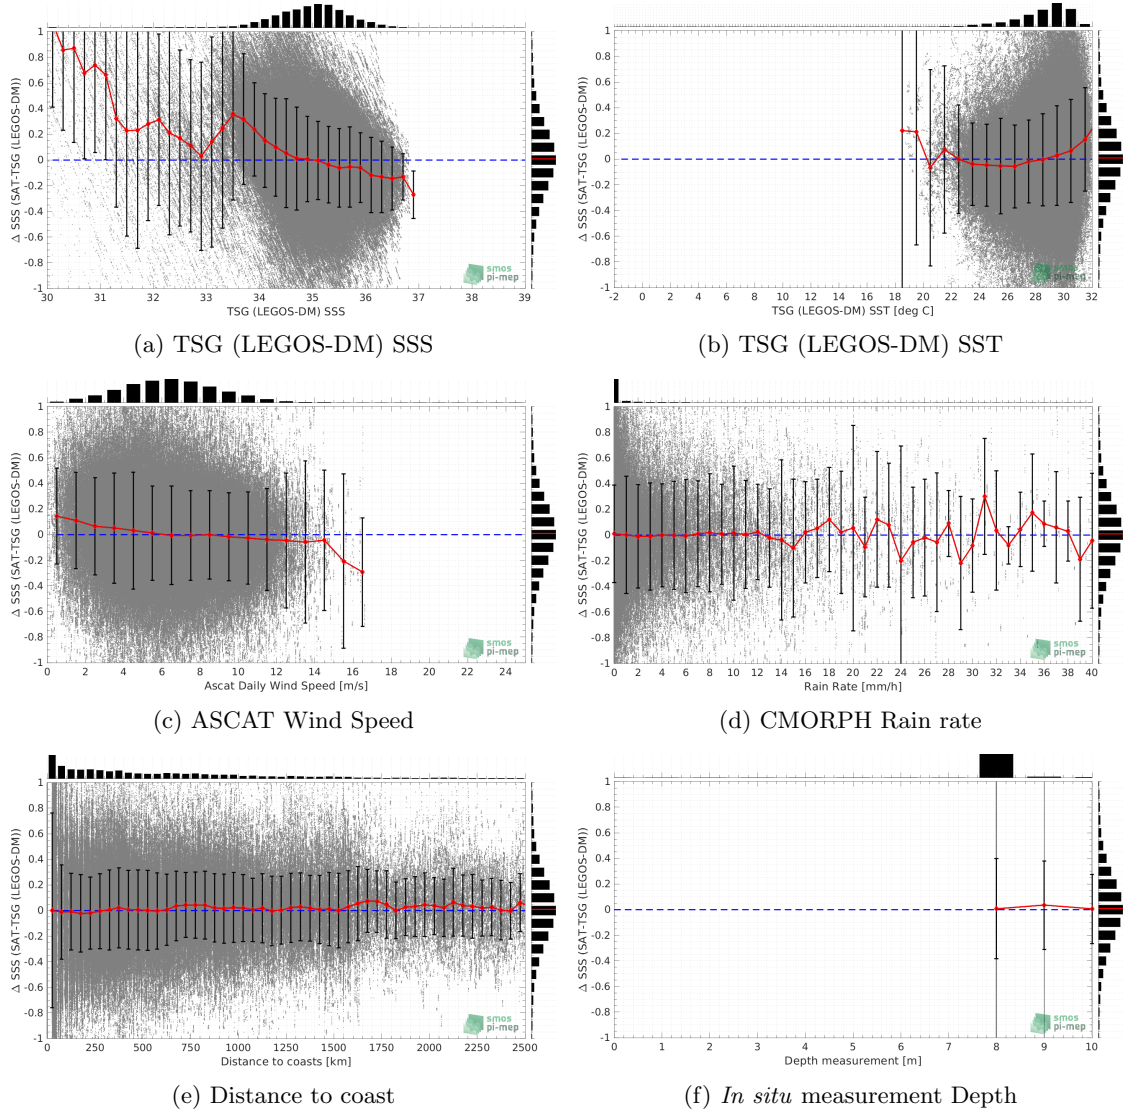 1
0.8
0.6
0.4
0.2
0
-0.2
-0.4
-0.6
-0.8
-1
Δ SSS (SAT-TSG (LEGOS-DM))
smos
pi-mep
30 31 32 33 34 35 36 37 38 39
TSG (LEGOS-DM) SSS
(a) TSG (LEGOS-DM) SSS
1
0.8
0.6
0.4
0.2
0
-0.2
-0.4
-0.6
-0.8
-1
Δ SSS (SAT-TSG (LEGOS-DM))
smos
pi-mep
-2 0 2 4 6 8 10 12 14 16 18 20 22 24 26 28 30 32
TSG (LEGOS-DM) SST [deg C]
(b) TSG (LEGOS-DM) SST
1
0.8
0.6
0.4
0.2
0
-0.2
-0.4
-0.6
-0.8
-1
Δ SSS (SAT-TSG (LEGOS-DM))
smos
pi-mep
0 2 4 6 8 10 12 14 16 18 20 22 24
Ascat Daily Wind Speed [m/s]
(c) ASCAT Wind Speed
1
0.8
0.6
0.4
0.2
0
-0.2
-0.4
-0.6
-0.8
-1
Δ SSS (SAT-TSG (LEGOS-DM))
smos
pi-mep
0 2 4 6 8 10 12 14 16 18 20 22 24 26 28 30 32 34 36 38 40
Rain Rate [mm/h]
(d) CMORPH Rain rate
1
0.8
0.6
0.4
0.2
0
-0.2
-0.4
-0.6
-0.8
-1
Δ SSS (SAT-TSG (LEGOS-DM))
smos
pi-mep
0 250 500 750 1000 1250 1500 1750 2000 2250 2500
Distance to coasts [km]
(e) Distance to coast
1
0.8
0.6
0.4
0.2
0
-0.2
-0.4
-0.6
-0.8
-1
Δ SSS (SAT-TSG (LEGOS-DM))
smos
pi-mep
0 1 2 3 4 5 6 7 8 9 10
Depth measurement [m]
(f) In situ measurement Depth